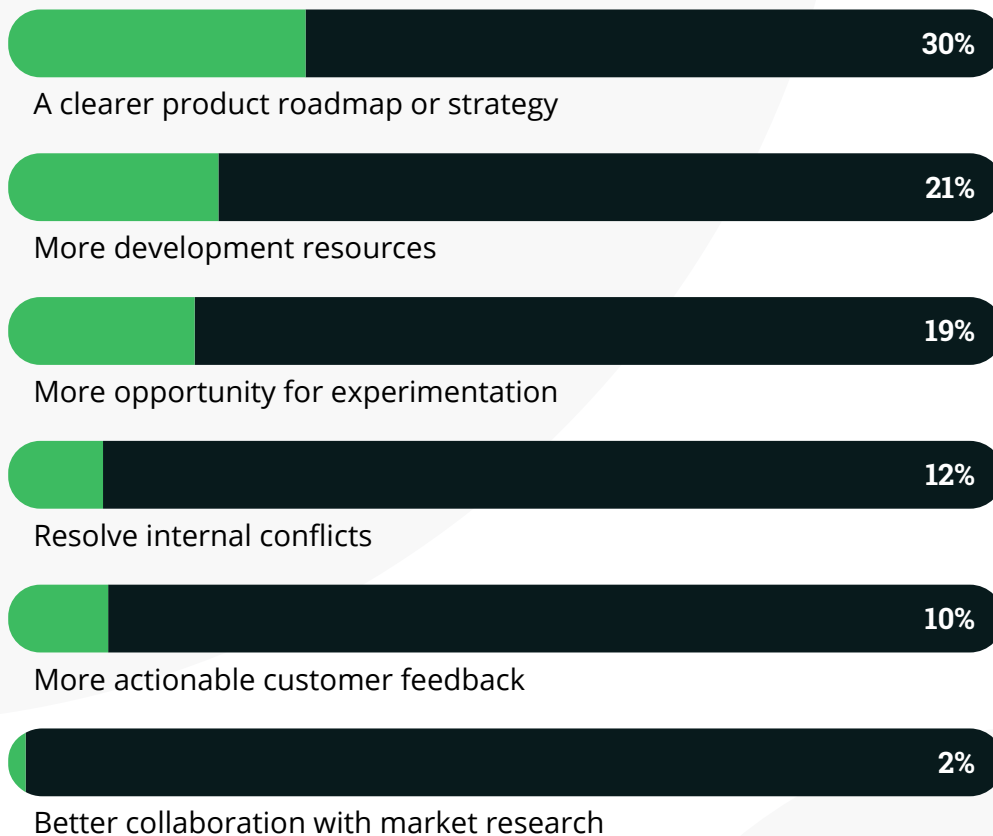 30%
A clearer product roadmap or strategy
21%
More development resources
19%
More opportunity for experimentation
12%
Resolve internal conflicts
10%
More actionable customer feedback
2%
Better collaboration with market research